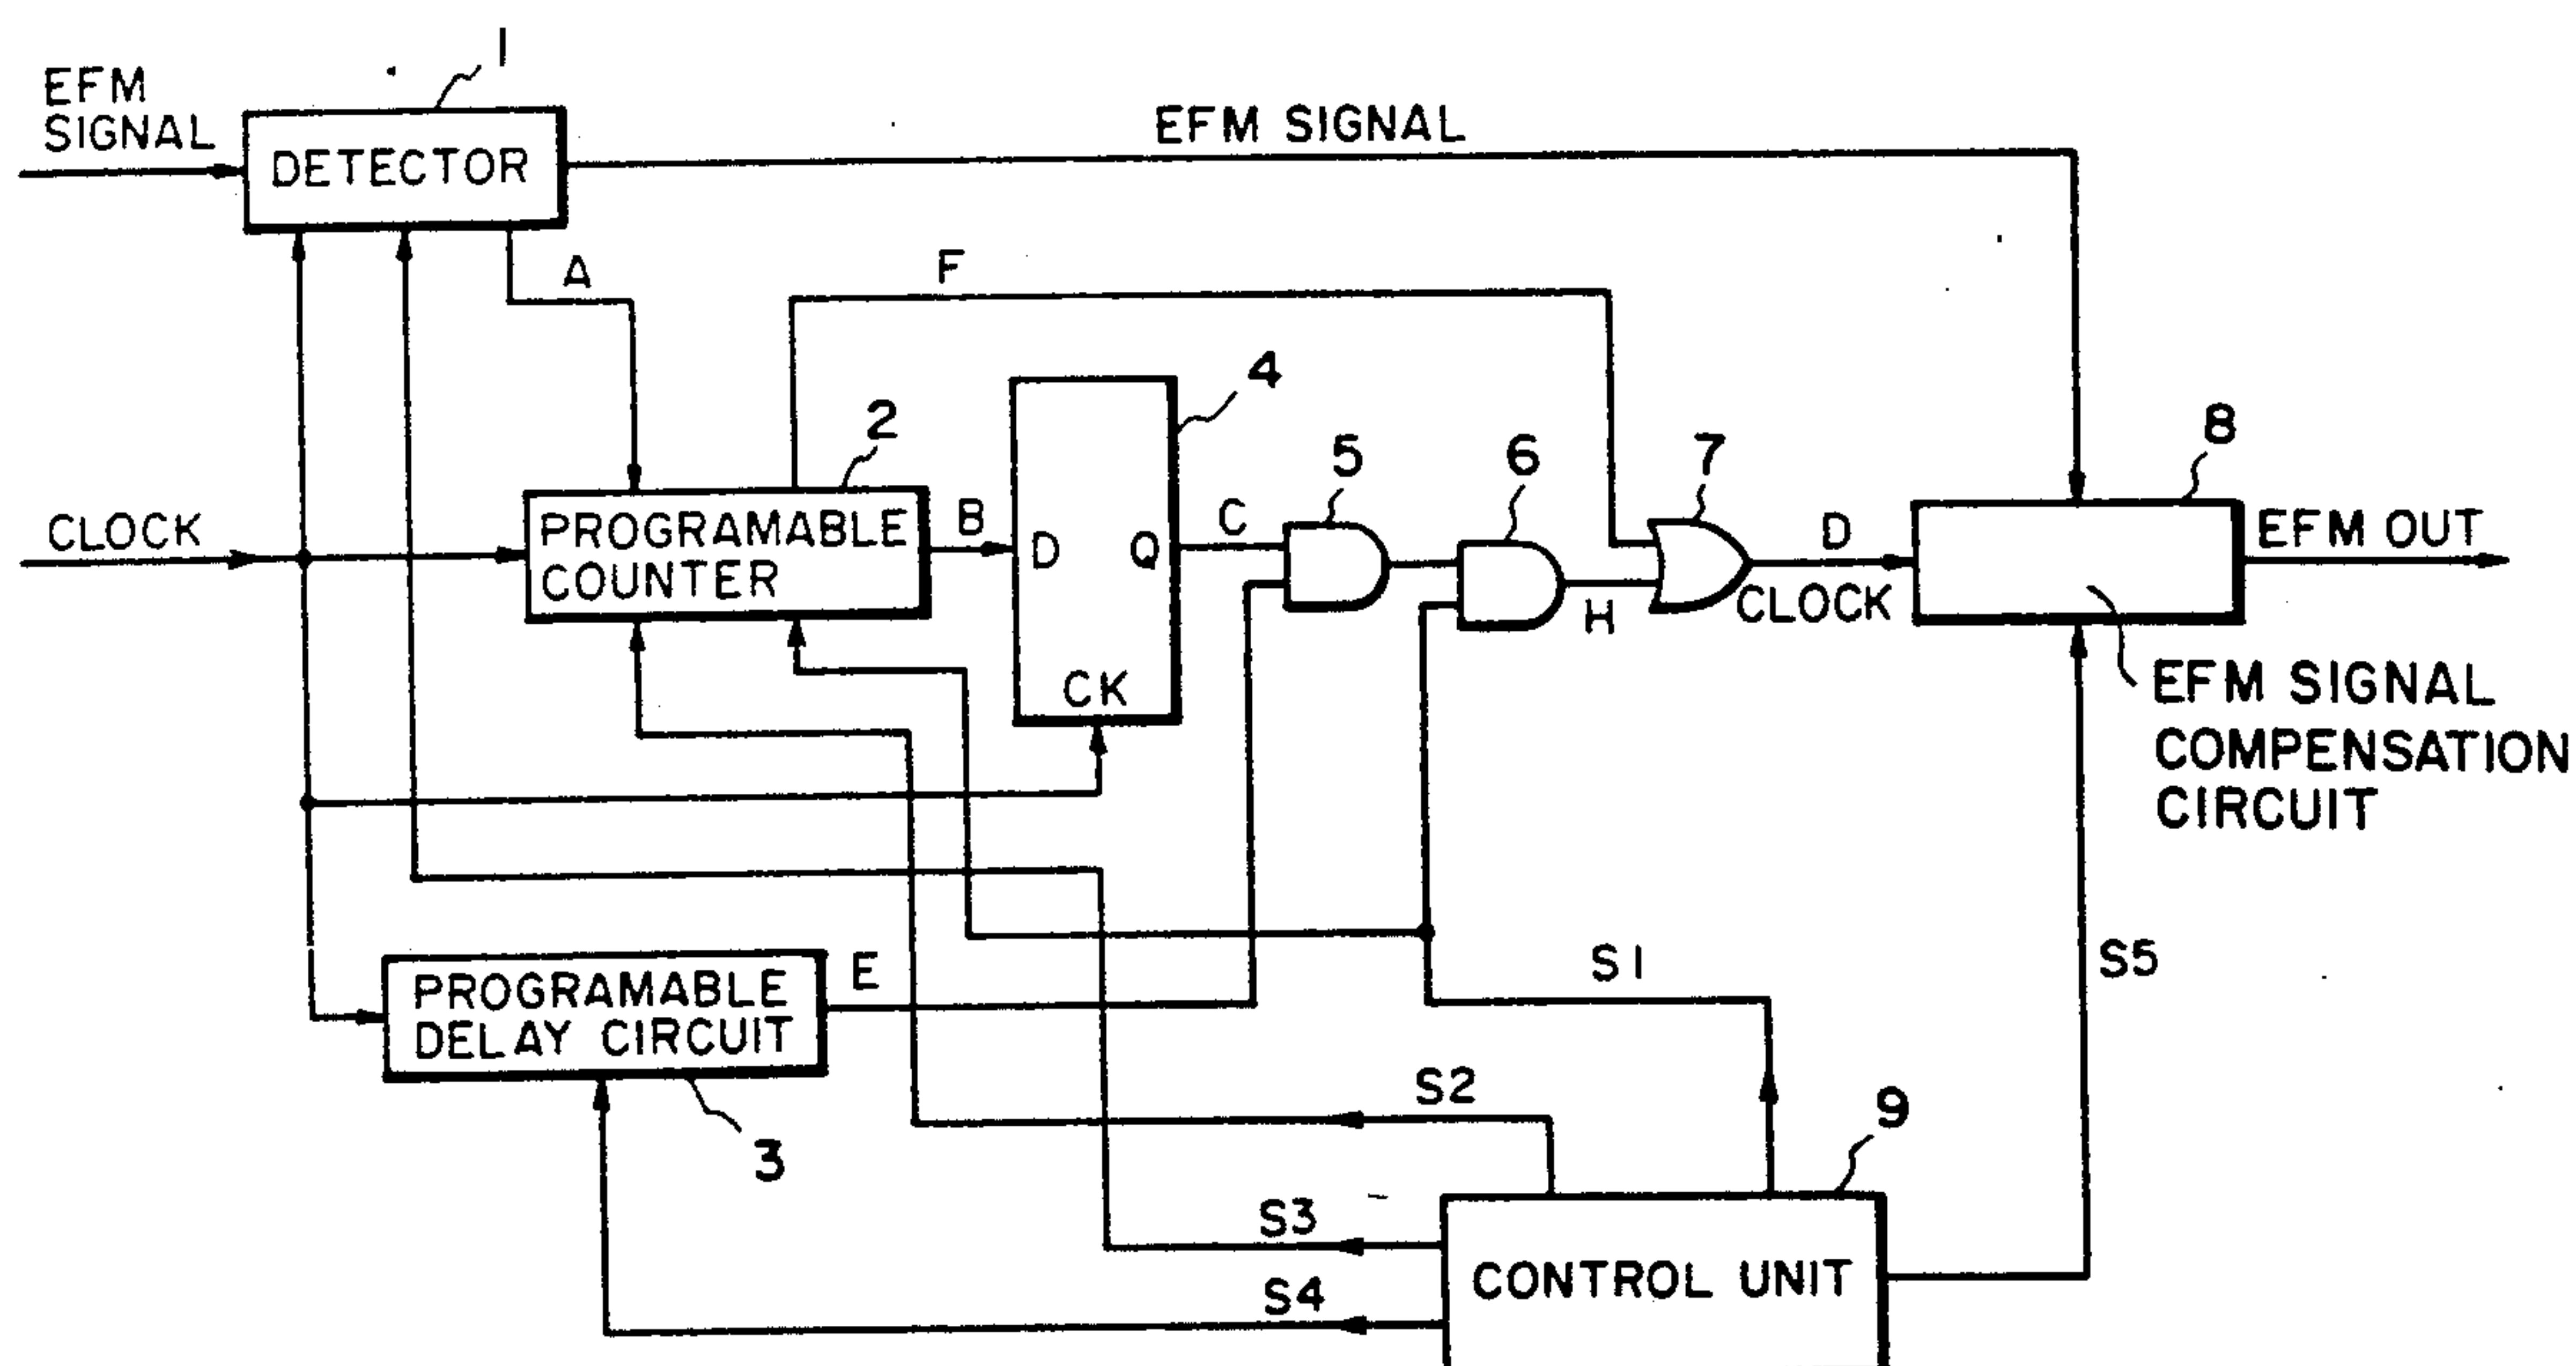 1
EFM
SIGNAL
DETECTOR
EFM SIGNAL
A
F
4
2
5
6
7
8
CLOCK
PROGRAMABLE
COUNTER
B
D
Q
CK
C
H
D
CLOCK
EFM OUT
EFM SIGNAL
COMPENSATION
CIRCUIT
PROGRAMABLE
DELAY CIRCUIT
E
3
S1
S5
S2
9
S3
S4
CONTROL UNIT